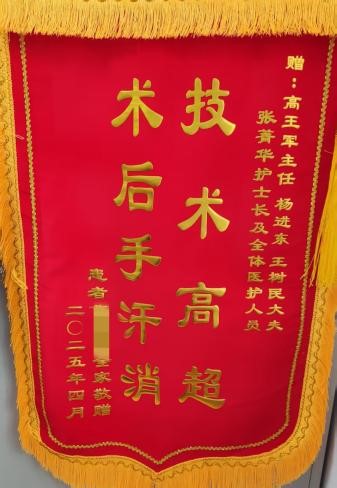 赠：高王军主任 杨进东 王树民大夫
张菁华护士长及全体医护人员
技术高超
术后手汗消
患者
全家敬赠
二〇二五年四月